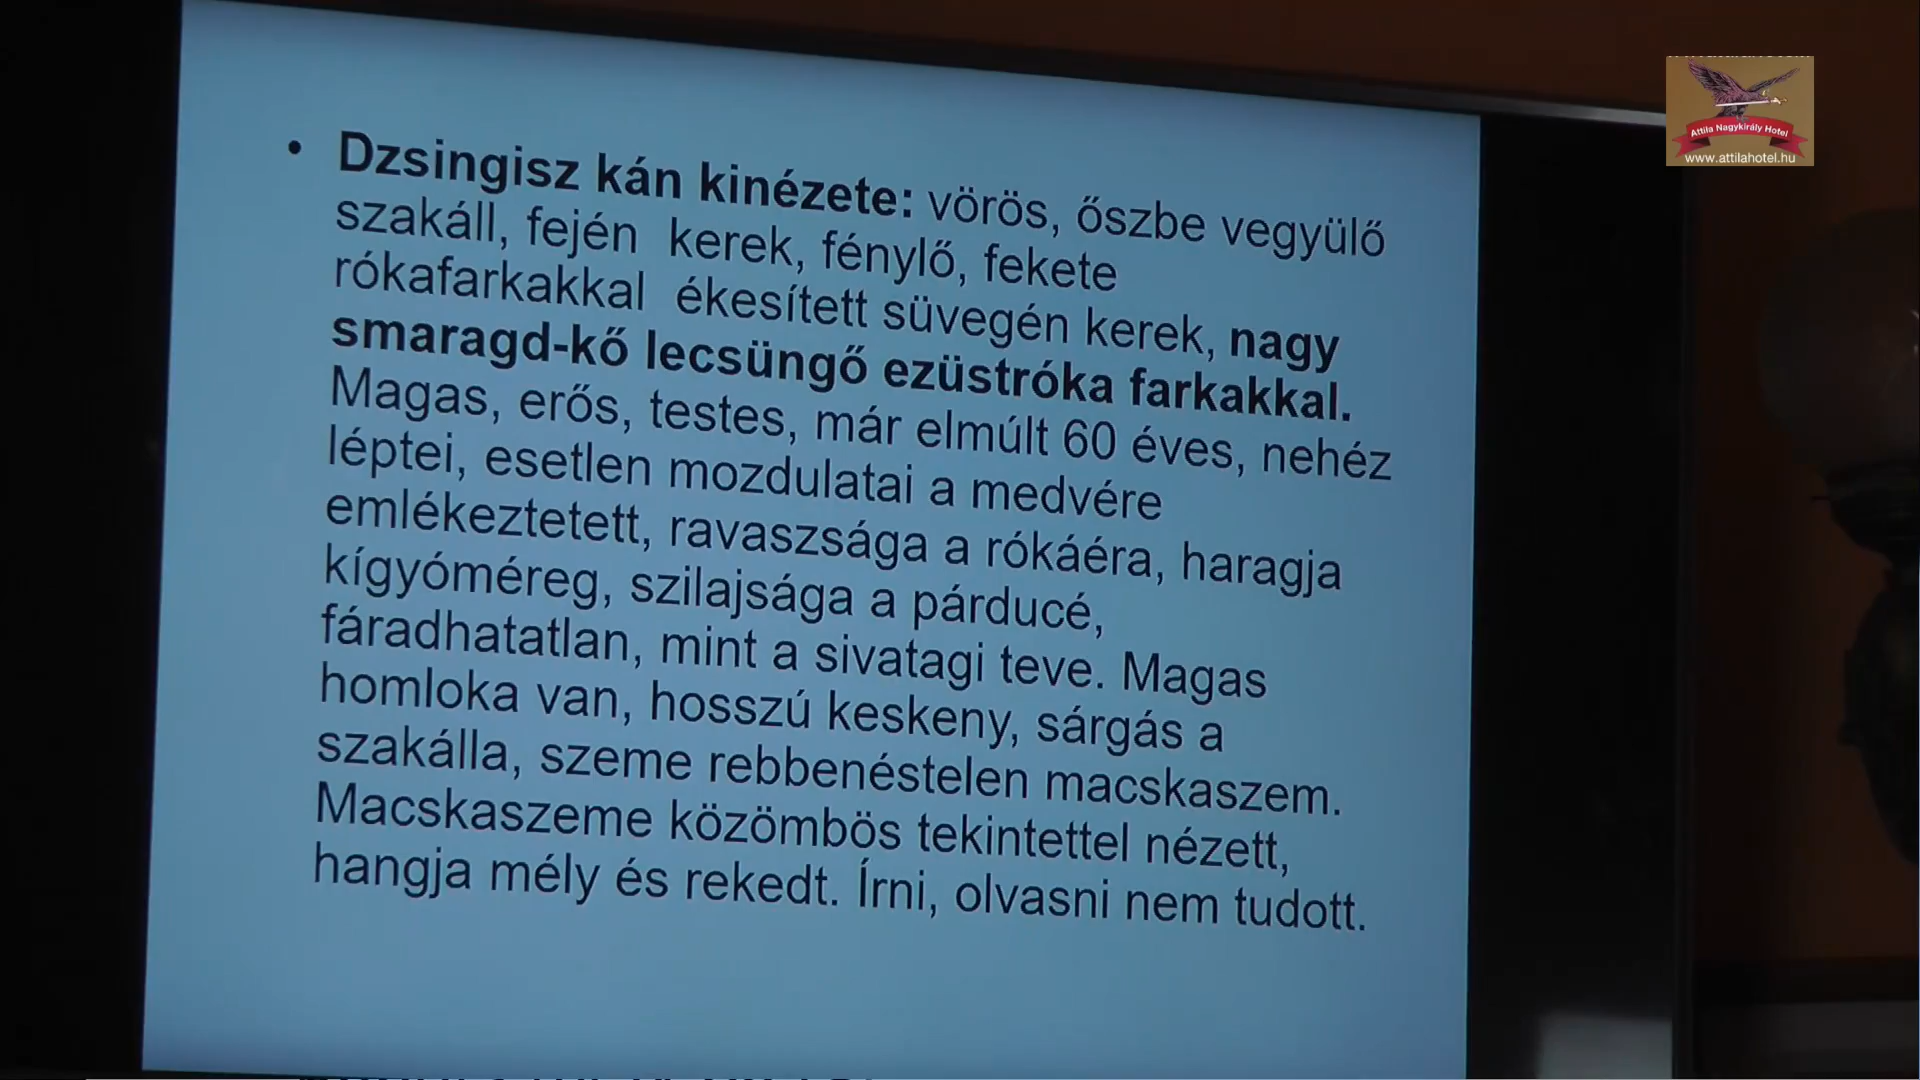 • Dzsingisz kán kinézete: vörös, őszbe vegyülő
szakáll, fején kerek, fénylő, fekete
rókafarkakkal ékesített süvegén kerek, nagy
smaragd-kő lecsüngő ezüstróka farkakkal.
Magas, erős, testes, már elmúlt 60 éves, nehéz
léptei, esetlen mozdulatai a medvére
emlékeztetett, ravaszsága a rókáéra, haragja
kígyóméreg, szilajsága a párducé,
fáradhatatlan, mint a sivatagi teve. Magas
homloka van, hosszú keskeny, sárgás a
szakálla, szeme rebbenéstelen macskaszem.
Macskaszeme közömbös tekintettel nézett,
hangja mély és rekedt. Írni, olvasni nem tudott.
Attila Nagykirály Hotel
www.attilahotel.hu